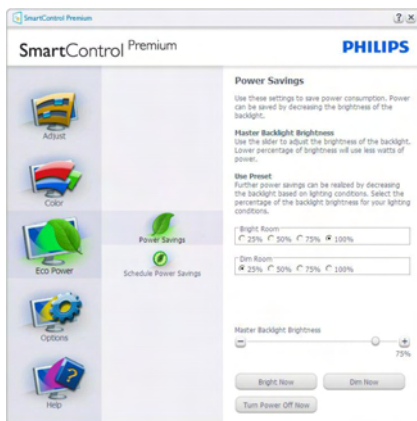 SmartControl Premium
SmartControl Premium
PHILIPS
Adjust
Color
Eco Power
Options
Help
Power Savings
Schedule Power Savings
Power Savings
Use these settings to save power consumption. Power
can be saved by decreasing the brightness of the
backlight.
Master Backlight Brightness
Use the slider to adjust the brightness of the backlight.
Lower percentage of brightness will use less watts of
power.
Use Preset
Further power savings can be realized by decreasing
the backlight based on lighting conditions. Select the
percentage of the backlight brightness for your lighting
conditions.
Bright Room
25% 50% 75% 100%
Dim Room
25% 50% 75% 100%
Master Backlight Brightness
75%
Bright Now
Dim Now
Turn Power Off Now